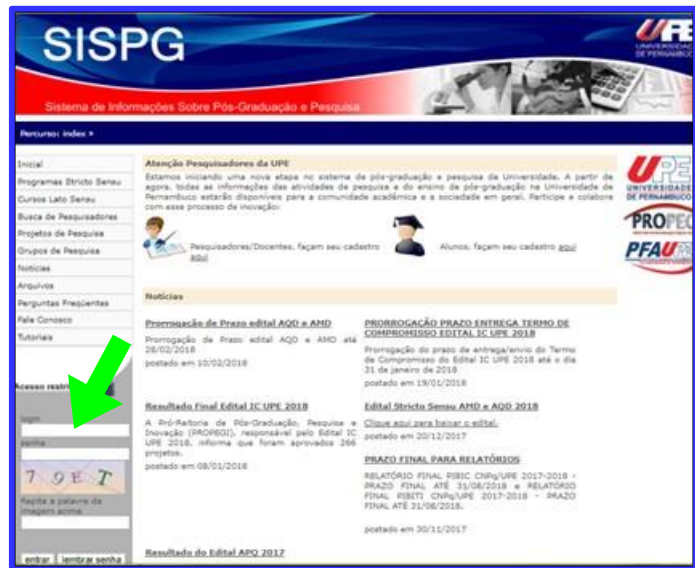 SISPG
UPE
UNIVERSIDADE
DE PERNAMBUCO
Sistema de Informações Sobre Pós-Graduação e Pesquisa
Percurso: index »
Inicial
Programas Stricto Sensu
Cursos Lato Sensu
Busca de Pesquisadores
Projetos de Pesquisa
Grupos de Pesquisa
Notícias
Arquivos
Perguntas Freqüentes
Fale Conosco
Tutoriais
Acesso restri
login
senha
7 9 E T
Repita a palavra da
imagem acima
entrar lembrar senha
Atenção Pesquisadores da UPE
Estamos iniciando uma nova etapa no sistema de pós-graduação e pesquisa da Universidade. A partir de
agora, todas as informações das atividades de pesquisa e do ensino de pós-graduação na Universidade de
Pernambuco estarão disponíveis para a comunidade acadêmica e a sociedade em geral. Participe e colabore
com esse processo de inovação:
Pesquisadores/Docentes, façam seu cadastro
aqui
Alunos, façam seu cadastro aqui
Notícias
Prorrogação de Prazo edital AQD e AMD
Prorrogação de Prazo edital AQD e AMD até
28/02/2018
postado em 10/02/2018
PRORROGAÇÃO PRAZO ENTREGA TERMO DE
COMPROMISSO EDITAL IC UPE 2018
Prorrogação do prazo de entrega/envio do Termo
de Compromisso do Edital IC UPE 2018 até o dia
31 de janeiro de 2018
postado em 19/01/2018
Resultado Final Edital IC UPE 2018
A Pró-Reitoria de Pós-Graduação, Pesquisa e
Inovação (PROPEGI), responsável pelo Edital IC
UPE 2018, informa que foram aprovados 266
projetos.
postado em 08/01/2018
Edital Stricto Sensu AMD e AQD 2018
Clique aqui para baixar o edital.
postado em 20/12/2017
PRAZO FINAL PARA RELATÓRIOS
RELATÓRIO FINAL PIBIC CNPq/UPE 2017-2018 -
PRAZO FINAL ATÉ 31/08/2018 e RELATÓRIO
FINAL PIBITI CNPq/UPE 2017-2018 - PRAZO
FINAL ATÉ 31/08/2018.
postado em 30/11/2017
Resultado do Edital APQ 2017
UPE
UNIVERSIDADE
DE PERNAMBUCO
PROPEG
PFAUPE